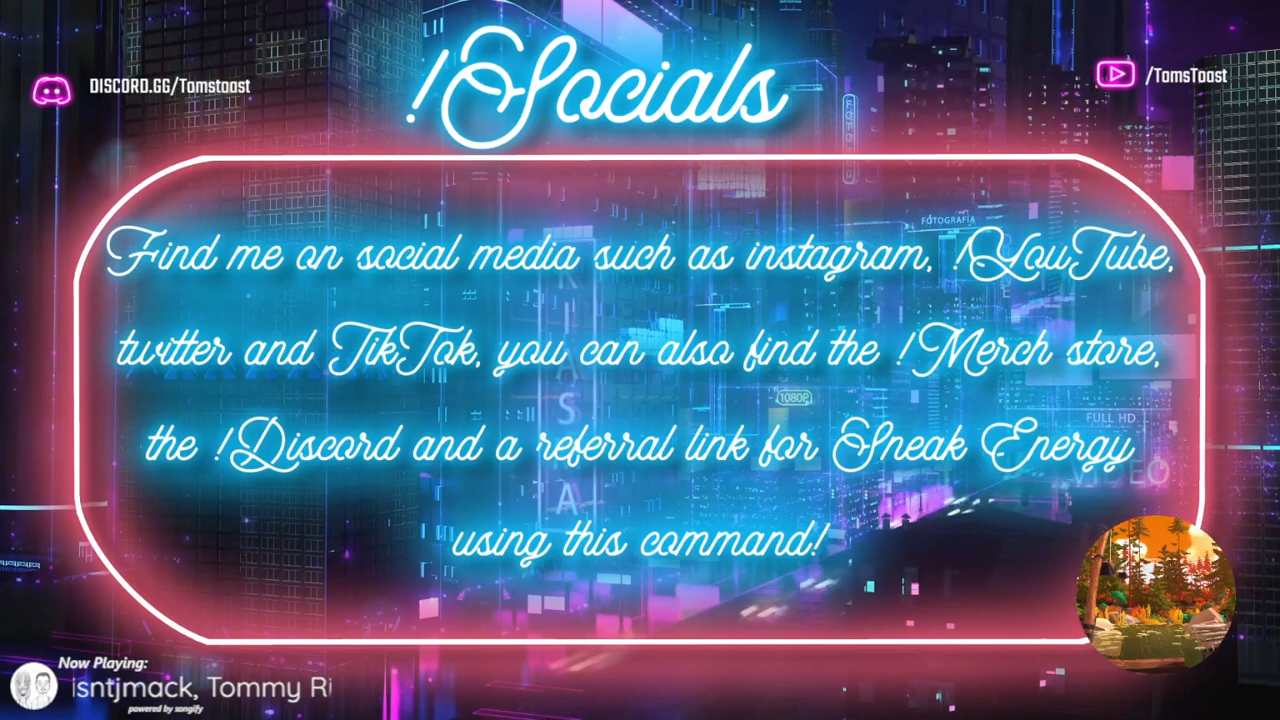 !Socials
DISCORD.GG/Tomstoast
/TomsToast
Find me on social media such as instagram, !YouTube,
twitter and TikTok, you can also find the !Merch store,
the !Discord and a referral link for Sneak Energy
using this command!
FOTOGRAFIA
1080P
FULL HD
VIDEO
Now Playing:
isntjmack, Tommy Ri
powered by songify